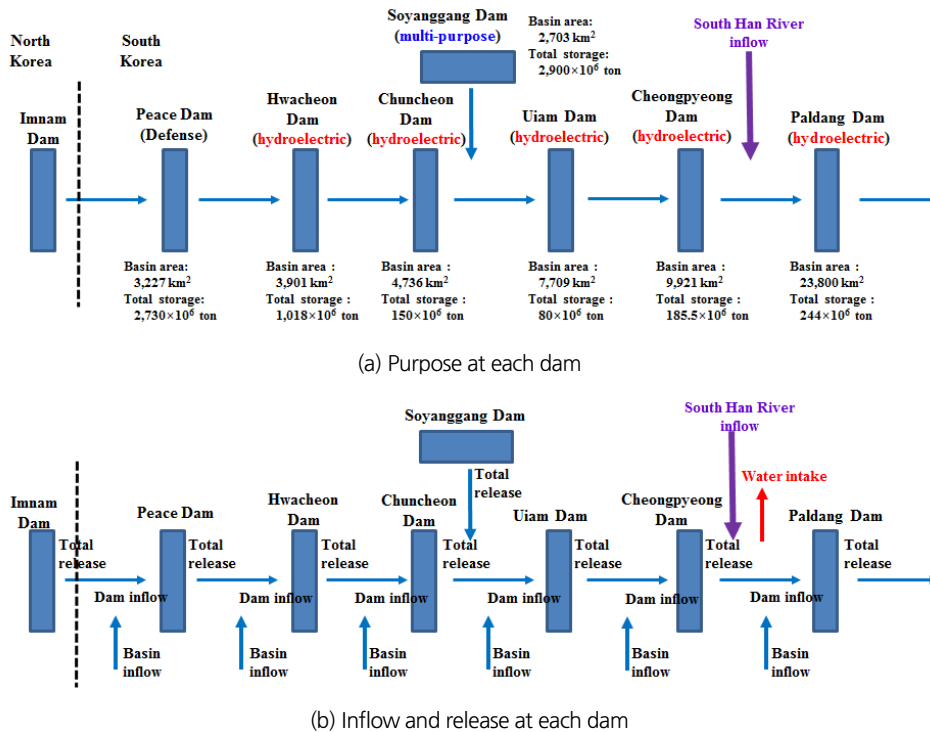 North
Korea
South
Korea
Soyanggang Dam
(multi-purpose)
Basin area:
2,703 km²
Total storage:
2,900×10⁶ ton
South Han River
inflow
Imnam
Dam
Peace Dam
(Defense)
Hwacheon
Dam
(hydroelectric)
Chuncheon
Dam
(hydroelectric)
Uiam Dam
(hydroelectric)
Cheongpyeong
Dam
(hydroelectric)
Paldang Dam
(hydroelectric)
Basin area :
3,227 km²
Total storage:
2,730×10⁶ ton
Basin area :
3,901 km²
Total storage :
1,018×10⁶ ton
Basin area :
4,736 km²
Total storage :
150×10⁶ ton
Basin area :
7,709 km²
Total storage :
80×10⁶ ton
Basin area :
9,921 km²
Total storage :
185.5×10⁶ ton
Basin area :
23,800 km²
Total storage :
244×10⁶ ton
(a) Purpose at each dam
Soyanggang Dam
Total
release
South Han River
inflow
Water intake
Imnam
Dam
Peace Dam
Hwacheon
Dam
Chuncheon
Dam
Uiam Dam
Cheongpyeong
Dam
Paldang Dam
Total
release
Total
release
Total
release
Total
release
Total
release
Total
release
Total
release
Dam inflow
Dam inflow
Dam inflow
Dam inflow
Dam inflow
Dam inflow
Basin
inflow
Basin
inflow
Basin
inflow
Basin
inflow
Basin
inflow
Basin
inflow
(b) Inflow and release at each dam